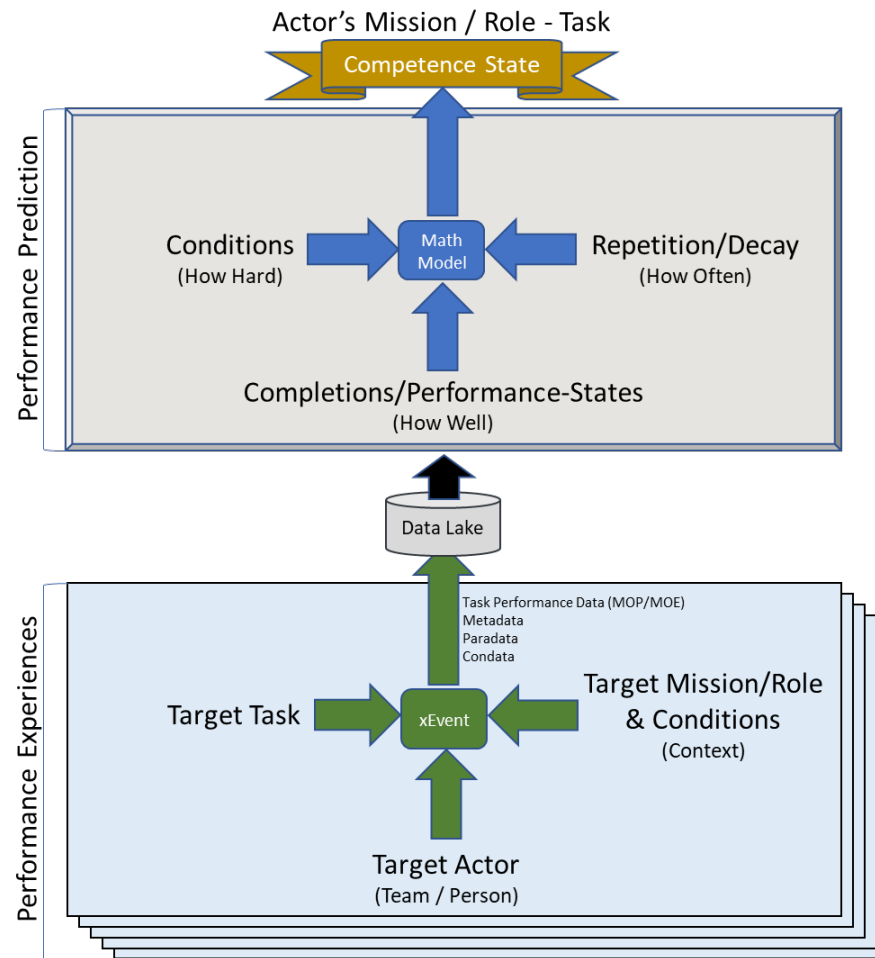 Actor's Mission / Role - Task
Competence State
Performance Prediction
Conditions
(How Hard)
Math
Model
Repetition/Decay
(How Often)
Completions/Performance-States
(How Well)
Data Lake
Performance Experiences
Task Performance Data (MOP/MOE)
Metadata
Paradata
Condata
Target Task
xEvent
Target Mission/Role
& Conditions
(Context)
Target Actor
(Team / Person)